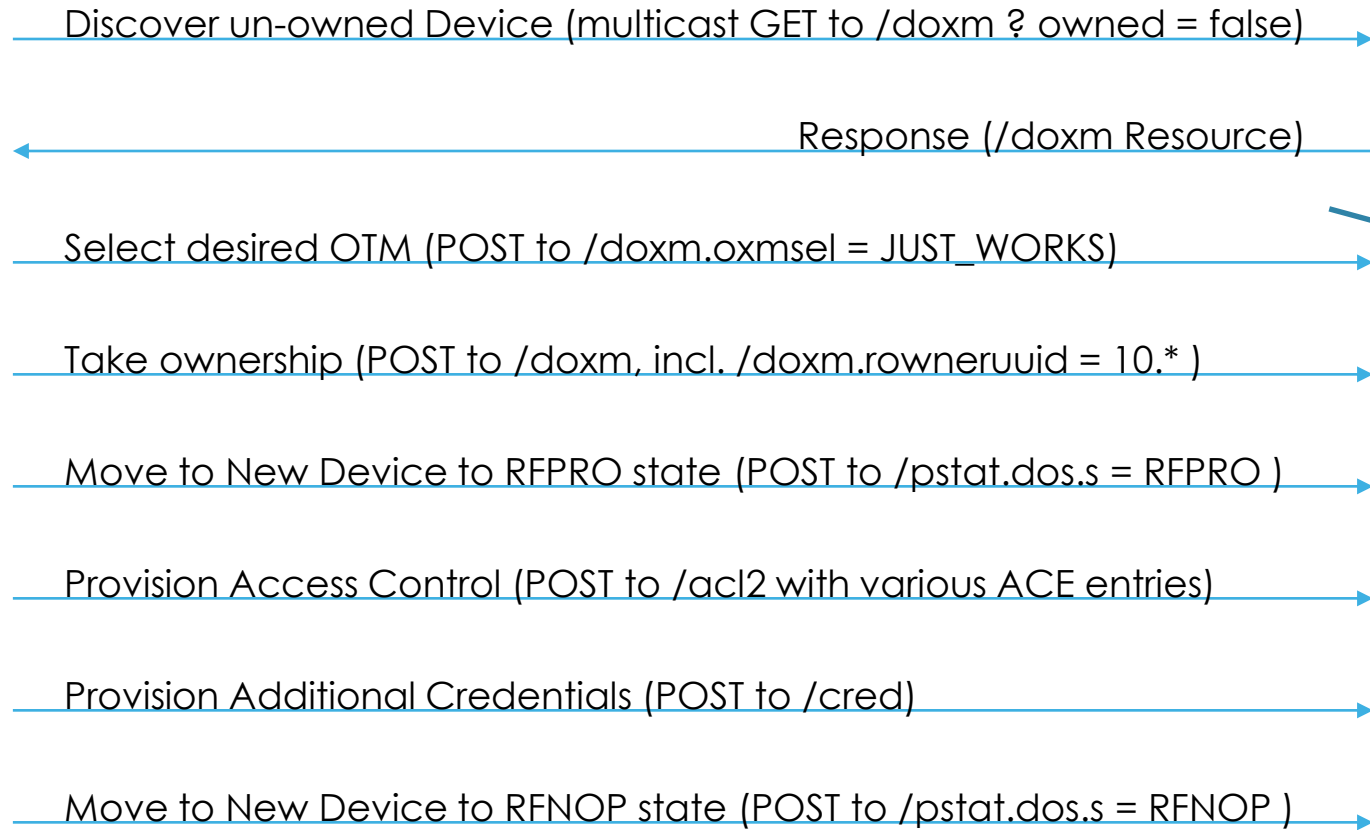 Discover un-owned Device (multicast GET to /doxm ? owned = false)
Response (/doxm Resource)
Select desired OTM (POST to /doxm.oxmsel = JUST_WORKS)
Take ownership (POST to /doxm, incl. /doxm.rowneruuid = 10.* )
Move to New Device to RFPRO state (POST to /pstat.dos.s = RFPRO )
Provision Access Control (POST to /acl2 with various ACE entries)
Provision Additional Credentials (POST to /cred)
Move to New Device to RFNOP state (POST to /pstat.dos.s = RFNOP )